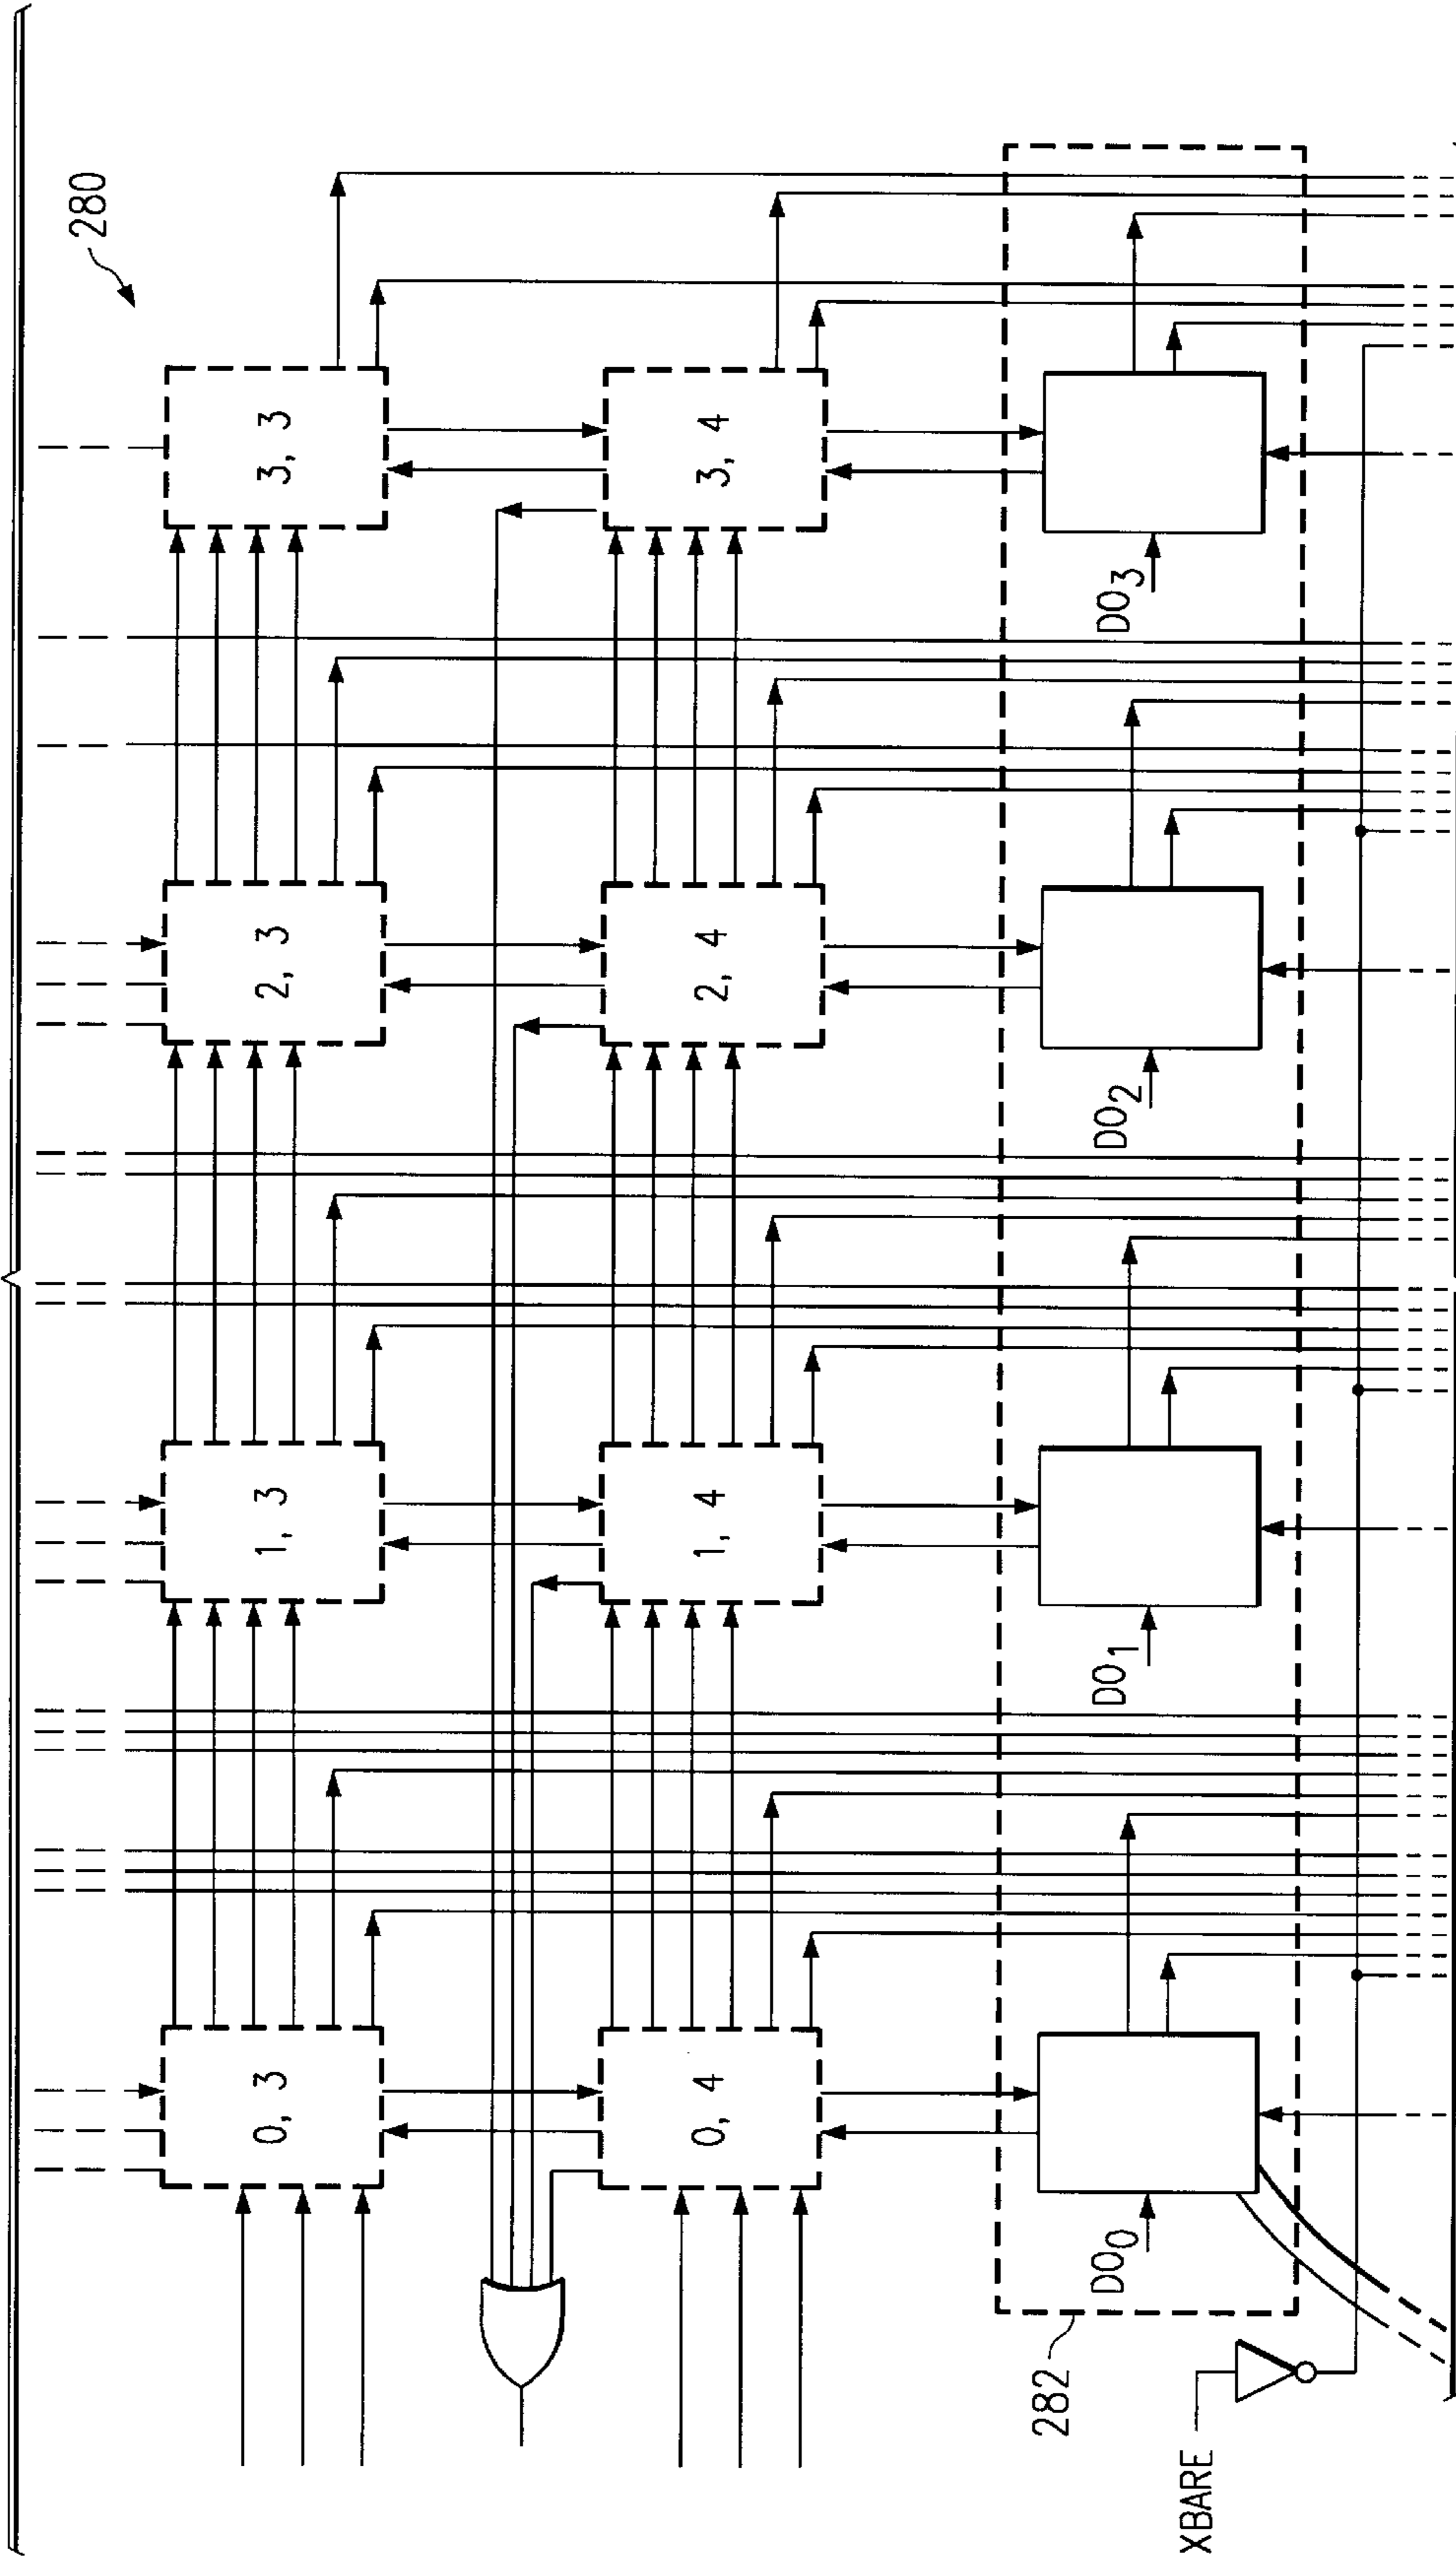 280
0, 3
1, 3
2, 3
3, 3
0, 4
1, 4
2, 4
3, 4
DO0
DO1
DO2
DO3
282
XBARE